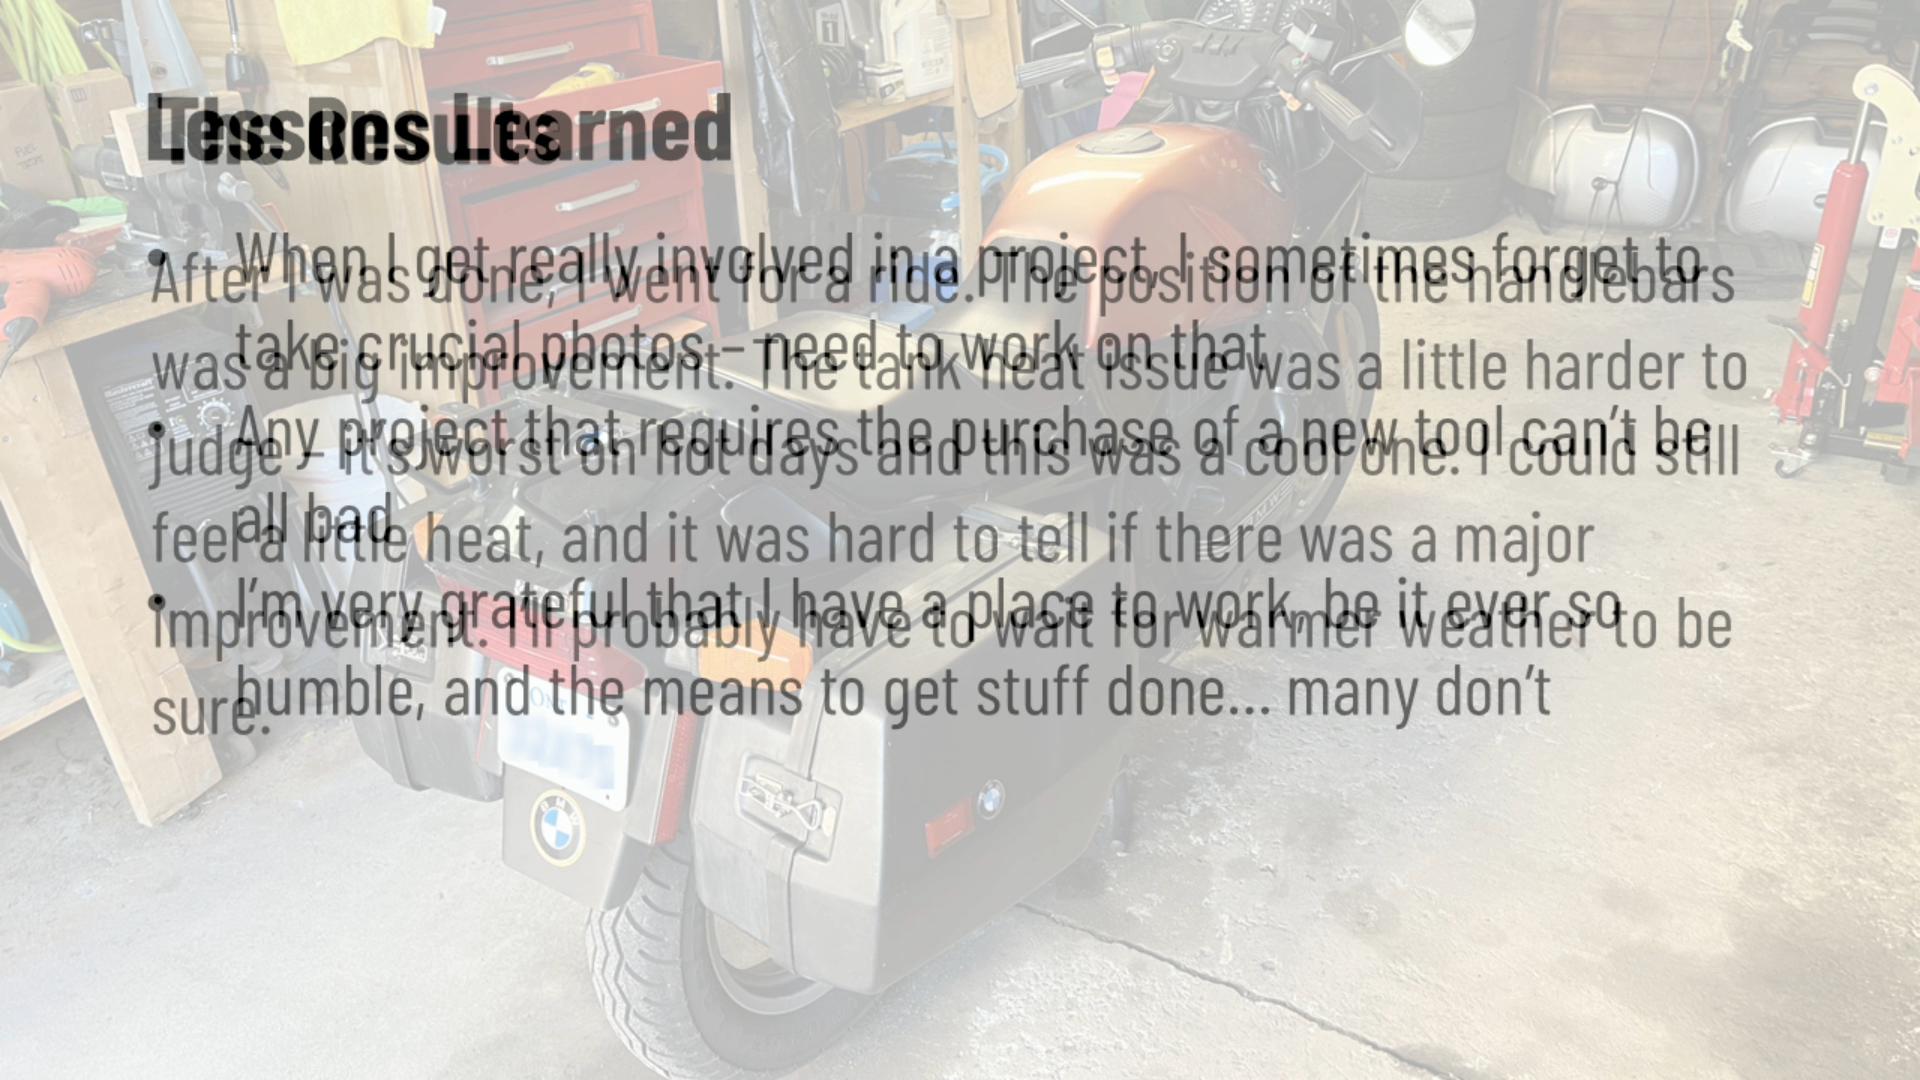 The Results
After I was done, I went for a ride. The position of the handlebars
was a big improvement. The tank heat issue was a little harder to
judge – it's worst on hot days and this was a cool one. I could still
feel a little heat, and it was hard to tell if there was a major
improvement. I'll probably have to wait for warmer weather to be
sure.
Lessons Learned
• When I get really involved in a project, I sometimes forget to
take crucial photos – need to work on that
• Any project that requires the purchase of a new tool can’t be
all bad
• I’m very grateful that I have a place to work, be it ever so
humble, and the means to get stuff done... many don’t
BMW